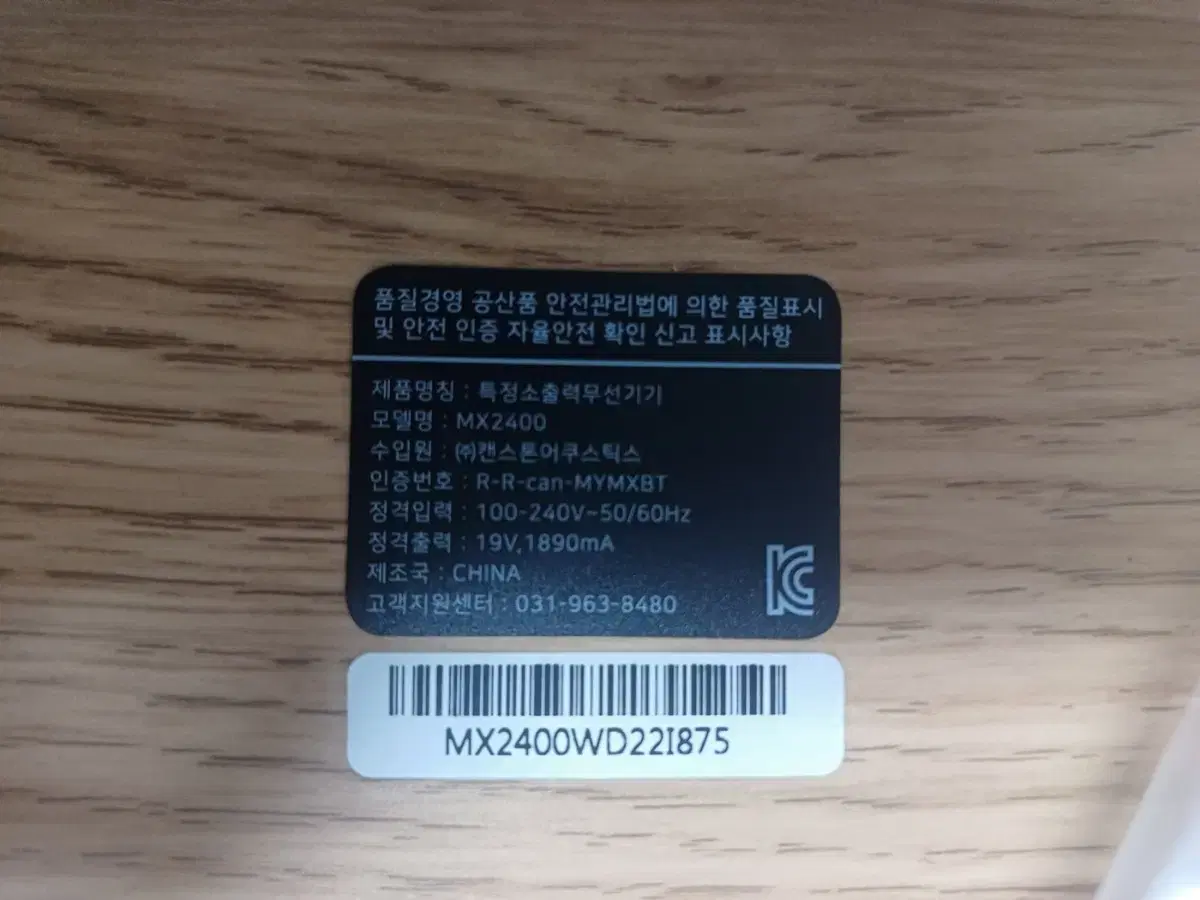 품질경영 공산품 안전관리법에 의한 품질표시
및 안전 인증 자율안전 확인 신고 표시사항
제품명칭 : 특정소출력무선기기
모델명 : MX2400
수입원 : ㈜캔스톤어쿠스틱스
인증번호 : R-R-can-MYMXBT
정격입력 : 100-240V~50/60Hz
정격출력 : 19V,1890mA
제조국 : CHINA
고객지원센터 : 031-963-8480
KC
MX2400WD22I875